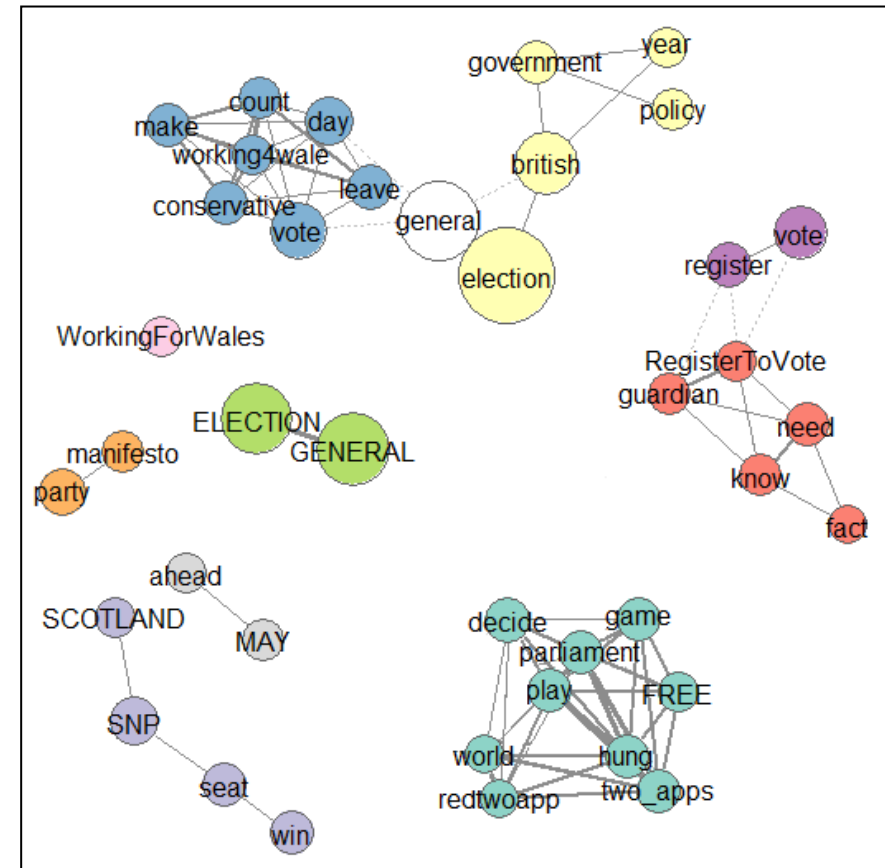 year
government
count
policy
make
day
working4wale
british
leave
conservative
general
vote
vote
register
election
WorkingForWales
RegisterToVote
guardian
ELECTION
need
GENERAL
manifesto
know
party
fact
ahead
SCOTLAND
decide
game
MAY
parliament
play
FREE
SNP
world
hung
seat
redtwoapp
two_apps
win